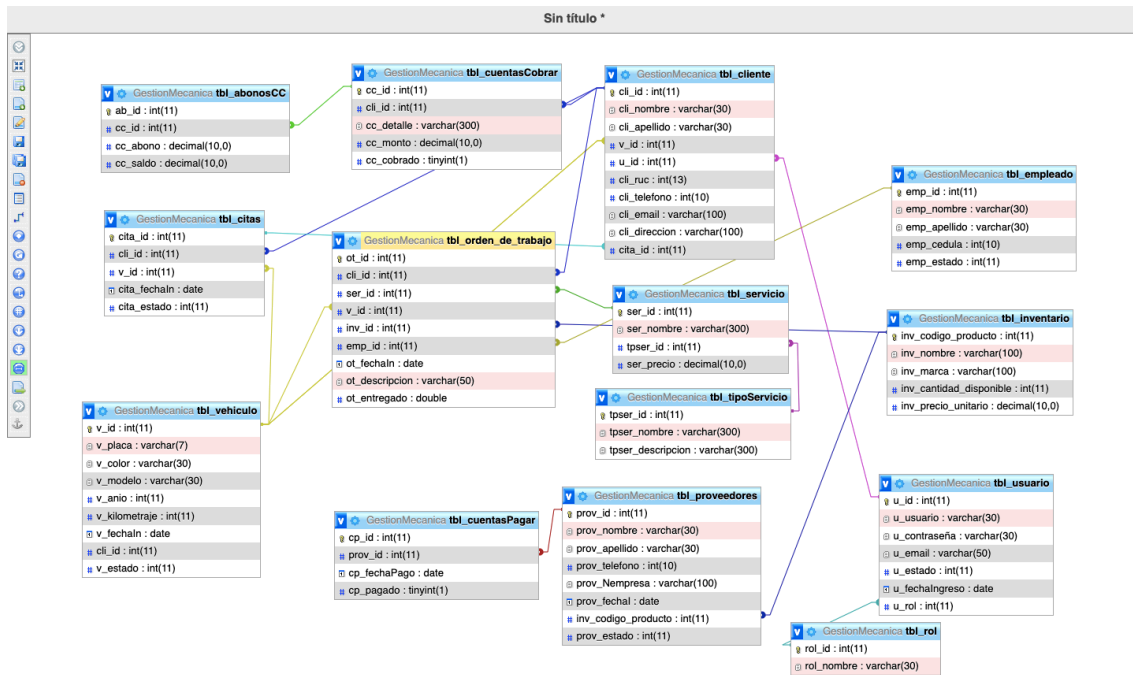 Sin título *
GestionMecanica tbl_abonosCC
ab_id : int(11)
cc_id : int(11)
cc_abono : decimal(10,0)
cc_saldo : decimal(10,0)
GestionMecanica tbl_cuentasCobrar
cc_id : int(11)
cli_id : int(11)
cc_detalle : varchar(300)
cc_monto : decimal(10,0)
cc_cobrado : tinyint(1)
GestionMecanica tbl_cliente
cli_id : int(11)
cli_nombre : varchar(30)
cli_apellido : varchar(30)
v_id : int(11)
u_id : int(11)
cli_ruc : int(13)
cli_telefono : int(10)
cli_email : varchar(100)
cli_direccion : varchar(100)
cita_id : int(11)
GestionMecanica tbl_empleado
emp_id : int(11)
emp_nombre : varchar(30)
emp_apellido : varchar(30)
emp_cedula : int(10)
emp_estado : int(11)
GestionMecanica tbl_citas
cita_id : int(11)
cli_id : int(11)
v_id : int(11)
cita_fechaIn : date
cita_estado : int(11)
GestionMecanica tbl_orden_de_trabajo
ot_id : int(11)
cli_id : int(11)
ser_id : int(11)
v_id : int(11)
inv_id : int(11)
emp_id : int(11)
ot_fechaIn : date
ot_descripcion : varchar(50)
ot_entregado : double
GestionMecanica tbl_servicio
ser_id : int(11)
ser_nombre : varchar(300)
tpser_id : int(11)
ser_precio : decimal(10,0)
GestionMecanica tbl_inventario
inv_codigo_producto : int(11)
inv_nombre : varchar(100)
inv_marca : varchar(100)
inv_cantidad_disponible : int(11)
inv_precio_unitario : decimal(10,0)
GestionMecanica tbl_tipoServicio
tpser_id : int(11)
tpser_nombre : varchar(300)
tpser_descripcion : varchar(300)
GestionMecanica tbl_vehiculo
v_id : int(11)
v_placa : varchar(7)
v_color : varchar(30)
v_modelo : varchar(30)
v_anio : int(11)
v_kilometraje : int(11)
v_fechaIn : date
cli_id : int(11)
v_estado : int(11)
GestionMecanica tbl_cuentasPagar
cp_id : int(11)
prov_id : int(11)
cp_fechaPago : date
cp_pagado : tinyint(1)
GestionMecanica tbl_proveedores
prov_id : int(11)
prov_nombre : varchar(30)
prov_apellido : varchar(30)
prov_telefono : int(10)
prov_Nempresa : varchar(100)
prov_fechaI : date
inv_codigo_producto : int(11)
prov_estado : int(11)
GestionMecanica tbl_usuario
u_id : int(11)
u_usuario : varchar(30)
u_contraseña : varchar(30)
u_email : varchar(50)
u_estado : int(11)
u_fechaIngreso : date
u_rol : int(11)
GestionMecanica tbl_rol
rol_id : int(11)
rol_nombre : varchar(30)